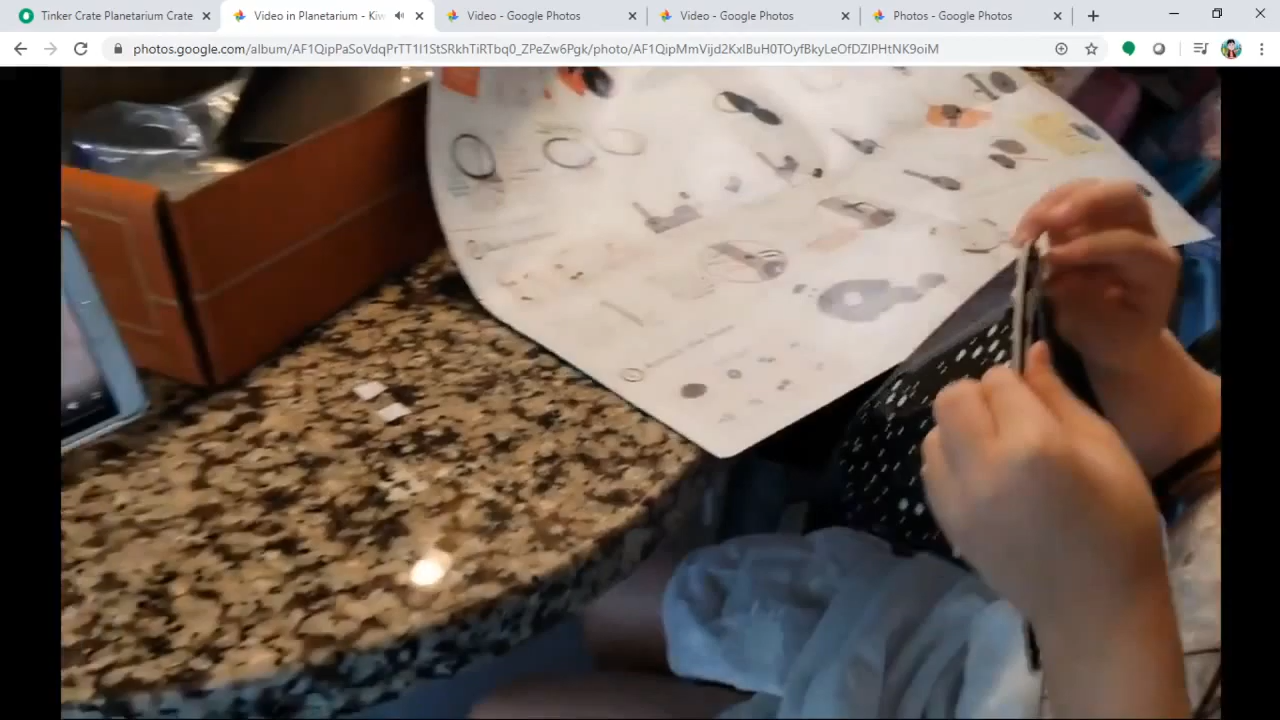 Tinker Crate Planetarium Crate
Video in Planetarium - Kiw
Video - Google Photos
Video - Google Photos
Photos - Google Photos
photos.google.com/album/AF1QipPaSoVdqPrTT1I1StSRkhTiRTbq0_ZPeZw6Pgk/photo/AF1QipMmVijd2KxlBuH0TOyfBkyLeOfDZIPHtNK9oiM